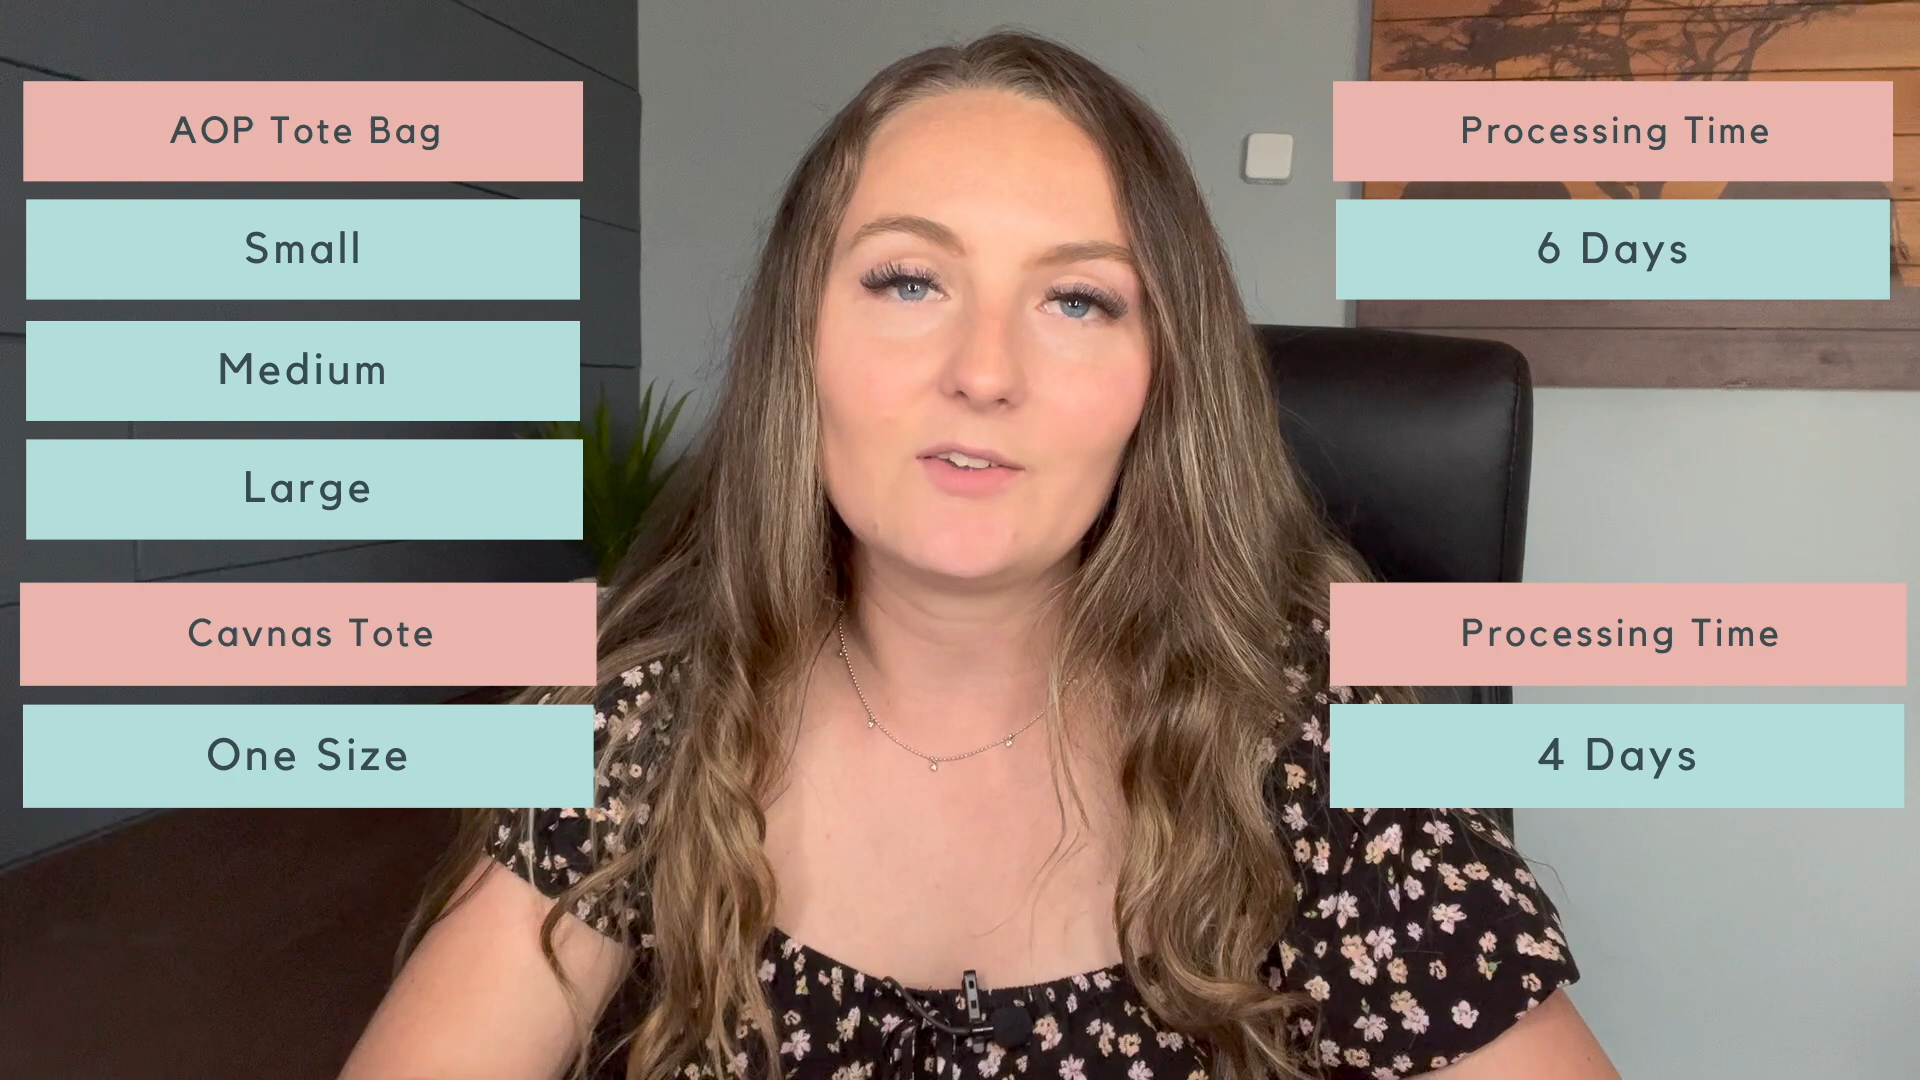 AOP Tote Bag
Small
Medium
Large
Processing Time
6 Days
Cavnas Tote
One Size
Processing Time
4 Days